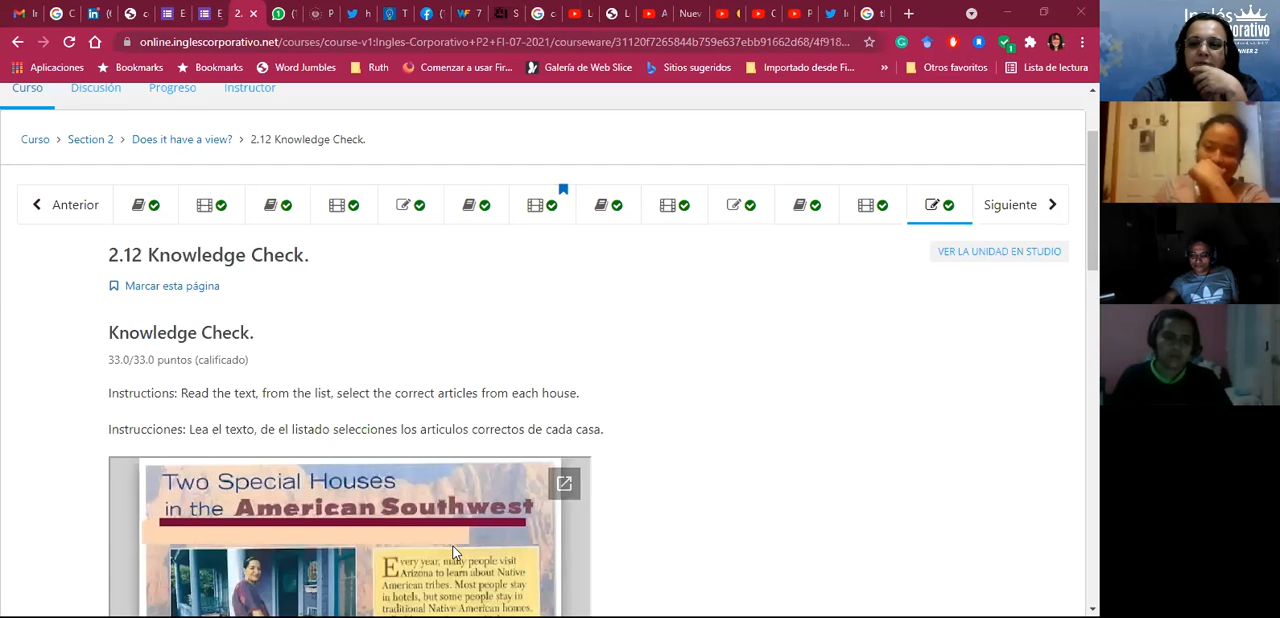 online.inglescorporativo.net/courses/course-v1:Ingles-Corporativo+P2+FI-07-2021/courseware/31120f7265844b759e637ebb91662d68/4f918...
Aplicaciones Bookmarks Bookmarks Word Jumbles Ruth Comenzar a usar Fir... Galería de Web Slice Sitios sugeridos Importado desde Fi... » Otros favoritos Lista de lectura
Curso Discusión Progreso Instructor
Curso > Section 2 > Does it have a view? > 2.12 Knowledge Check.
Anterior Siguiente
2.12 Knowledge Check.
VER LA UNIDAD EN STUDIO
Marcar esta página
Knowledge Check.
33.0/33.0 puntos (calificado)
Instructions: Read the text, from the list, select the correct articles from each house.
Instrucciones: Lea el texto, de el listado selecciones los articulos correctos de cada casa.
Two Special Houses
in the American Southwest
Every year, many people visit
Arizona to learn about Native
American tribes. Most people stay
in hotels, but some people stay in
traditional Native American homes.
Inglés